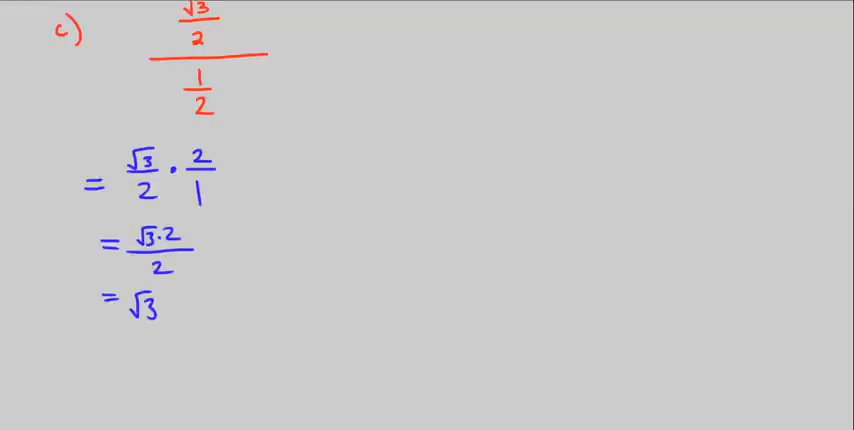 c) (√3/2)/(1/2)
= √3/2 · 2/1
= √3·2/2
= √3